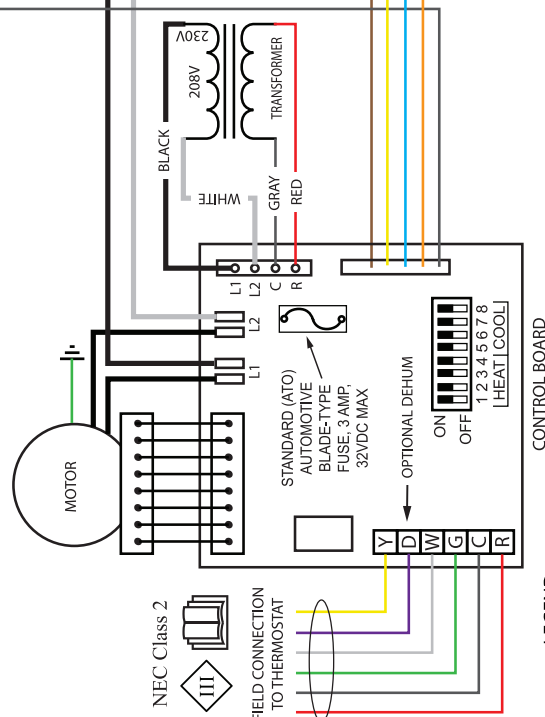 230V
208V
TRANSFORMER
BLACK
WHITE
GRAY
RED
L1
L2
C
R
L2
L1
STANDARD (ATO)
AUTOMOTIVE
BLADE-TYPE
FUSE, 3 AMP,
32VDC MAX
OPTIONAL DEHUM
ON
OFF
1 2 3 4 5 6 7 8
HEAT | COOL
CONTROL BOARD
MOTOR
Y
D
W
G
C
R
NEC Class 2
III
FIELD CONNECTION
TO THERMOSTAT